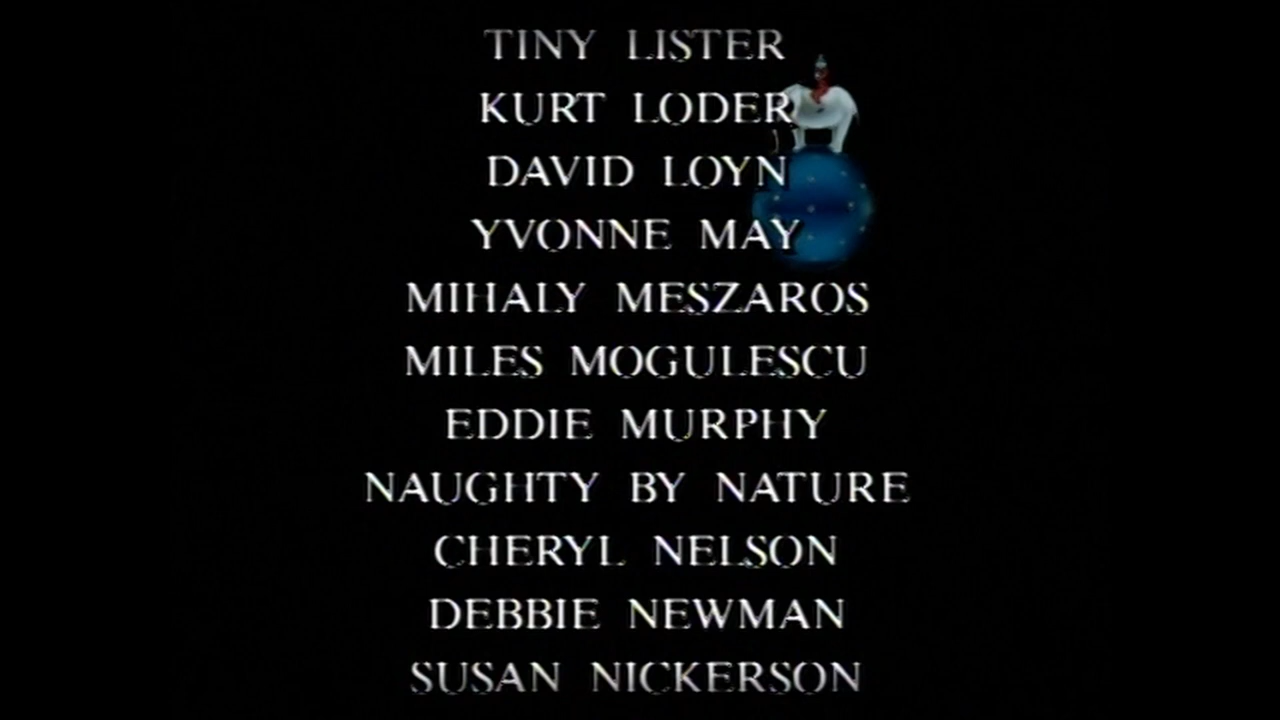 TINY LISTER
KURT LODER
DAVID LOYN
YVONNE MAY
MIHALY MESZAROS
MILES MOGULESCU
EDDIE MURPHY
NAUGHTY BY NATURE
CHERYL NELSON
DEBBIE NEWMAN
SUSAN NICKERSON